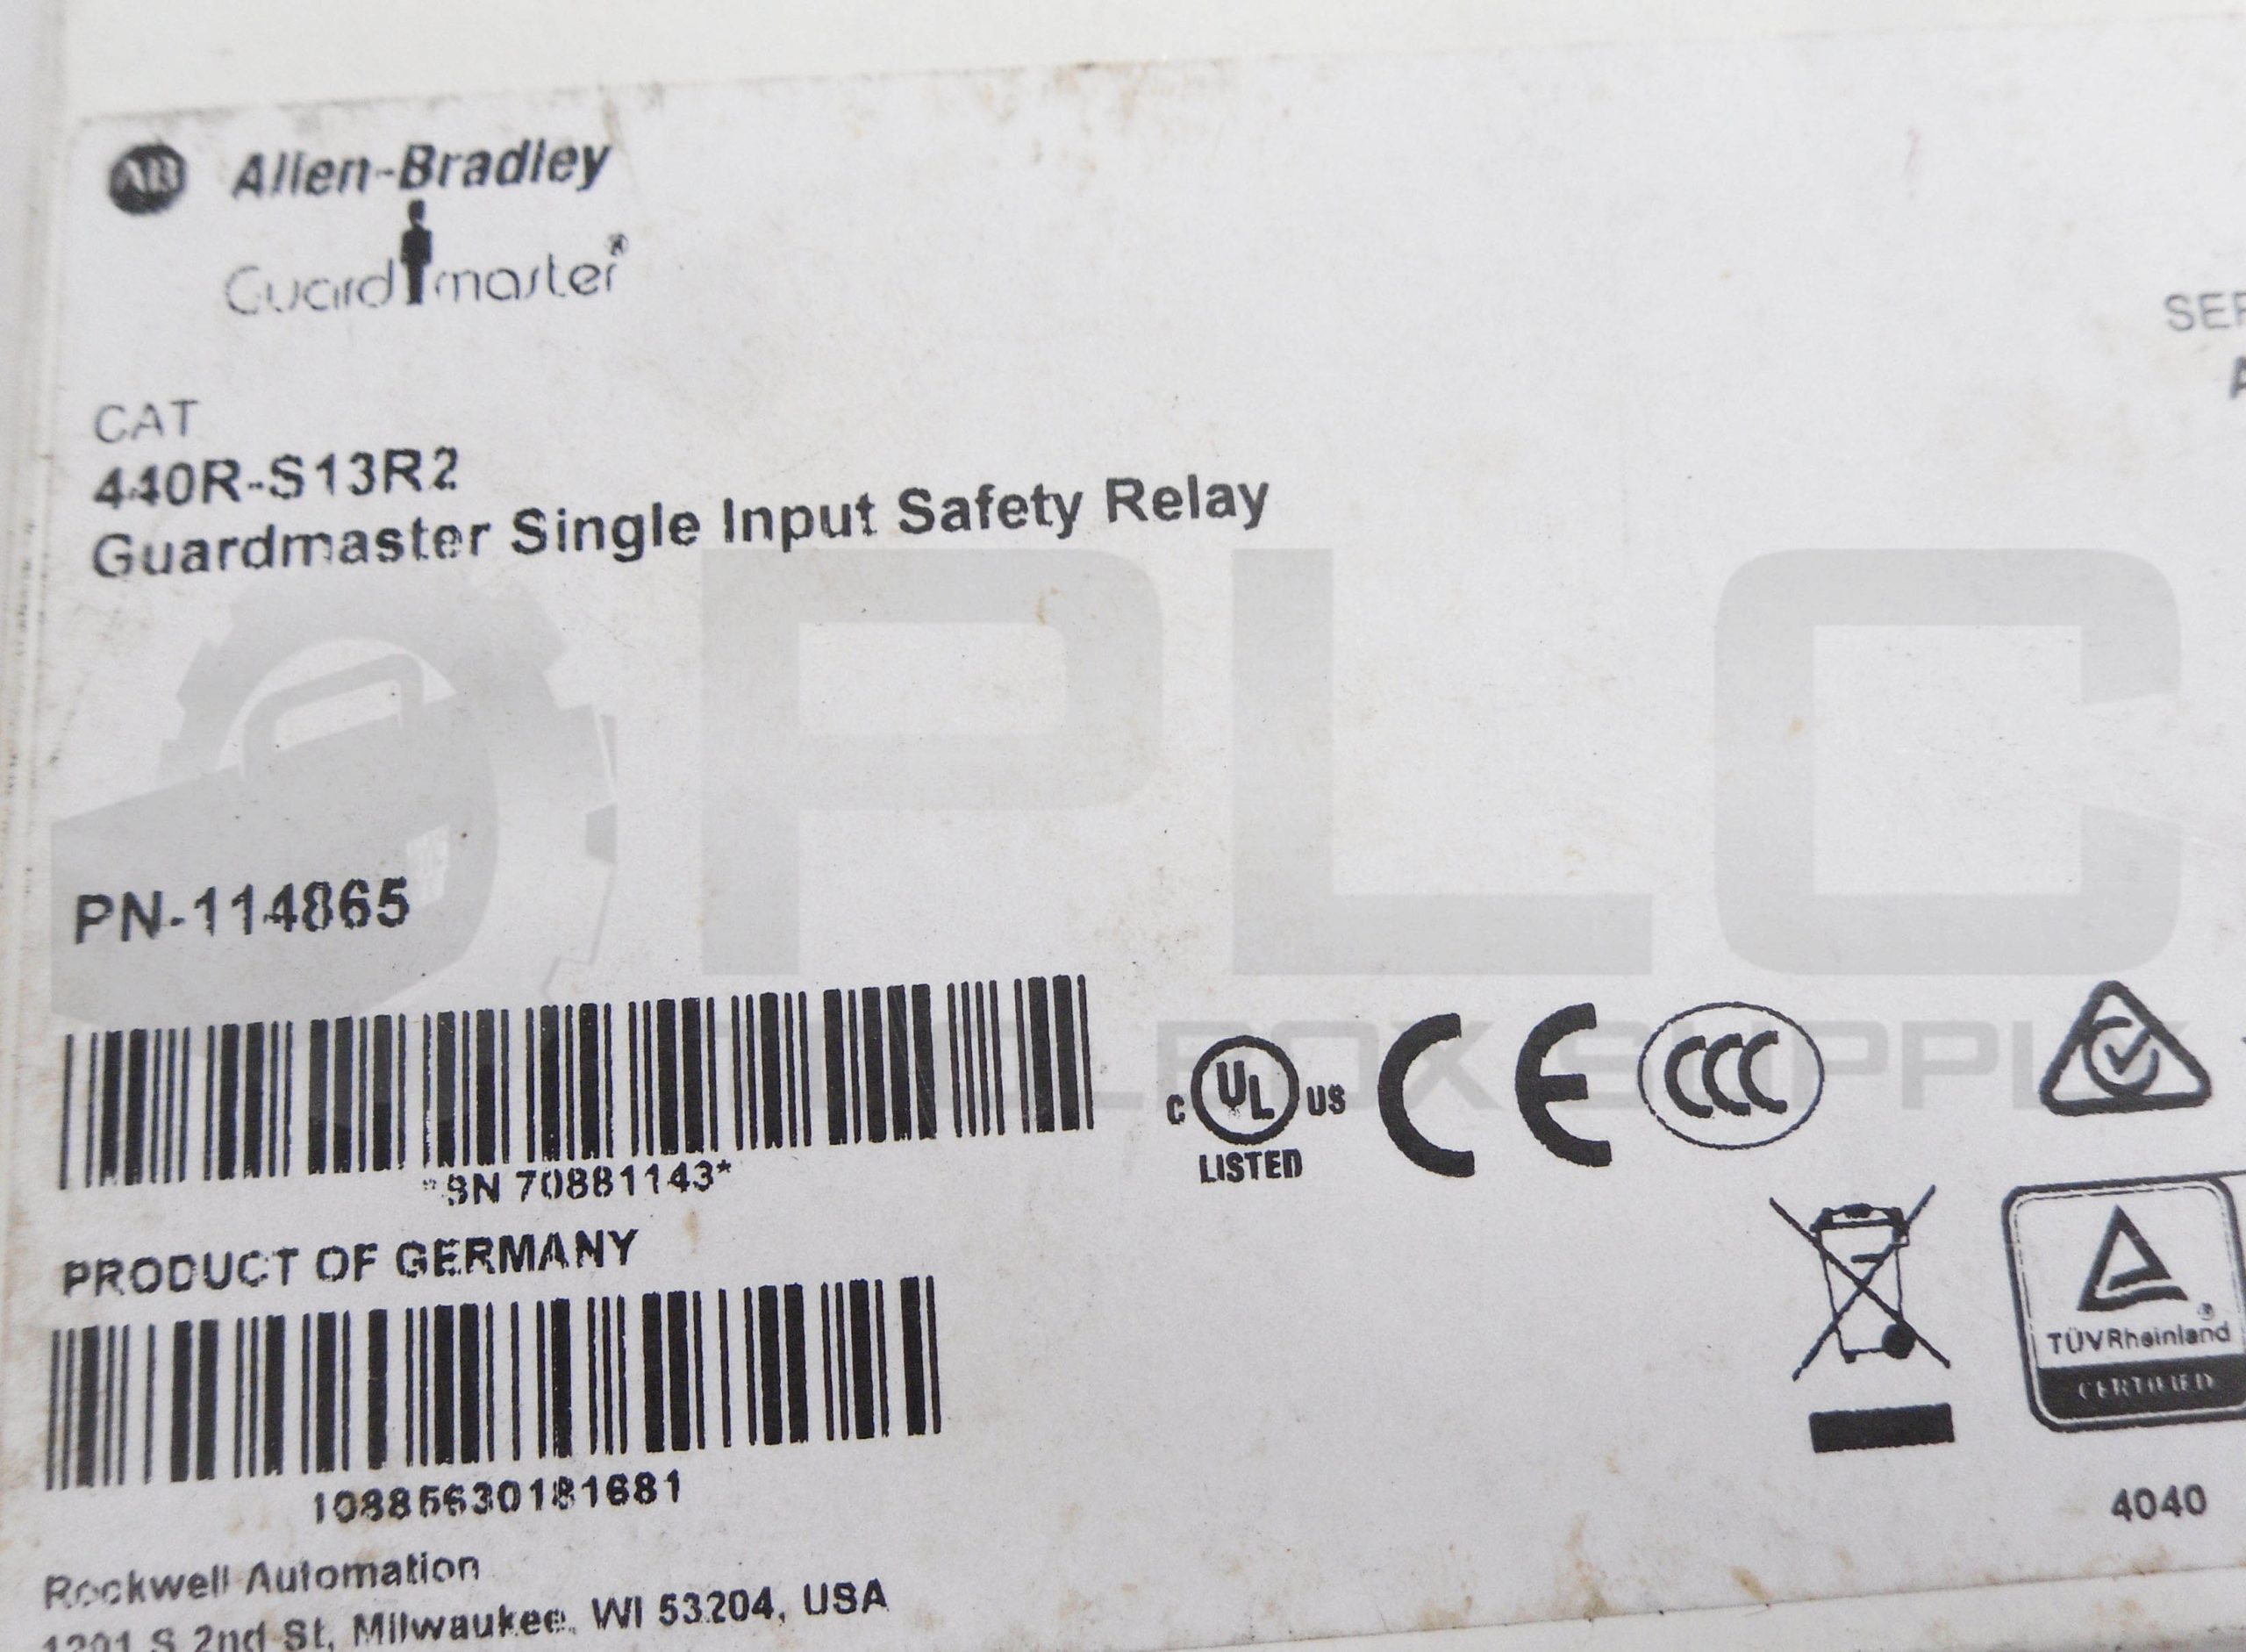 AB Allen-Bradley
Guardmaster®
SER
A
CAT
440R-S13R2
Guardmaster Single Input Safety Relay
PLC
PN-114865
*SN 70881143*
C UL US
LISTED
CE
CCC
PRODUCT OF GERMANY
TÜVRheinland
CERTIFIED
10885630181681
4040
Rockwell Automation
1201 S 2nd St, Milwaukee, WI 53204, USA